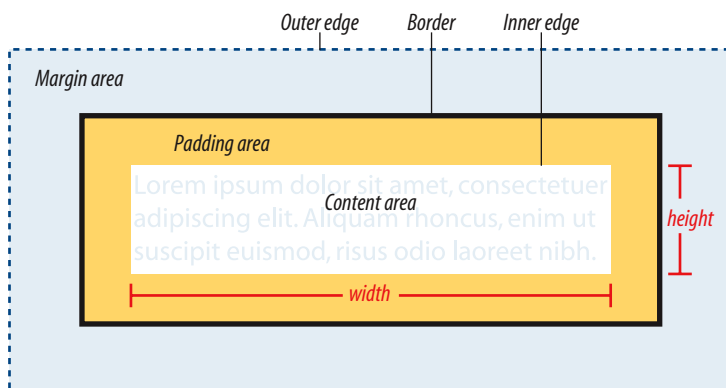 Outer edge Border Inner edge
Margin area
Padding area
Lorem ipsum dolor sit amet, consectetuer
Content area
adipiscing elit. Aliquam rhoncus, enim ut
suscipit euismod, risus odio laoreet nibh.
height
width